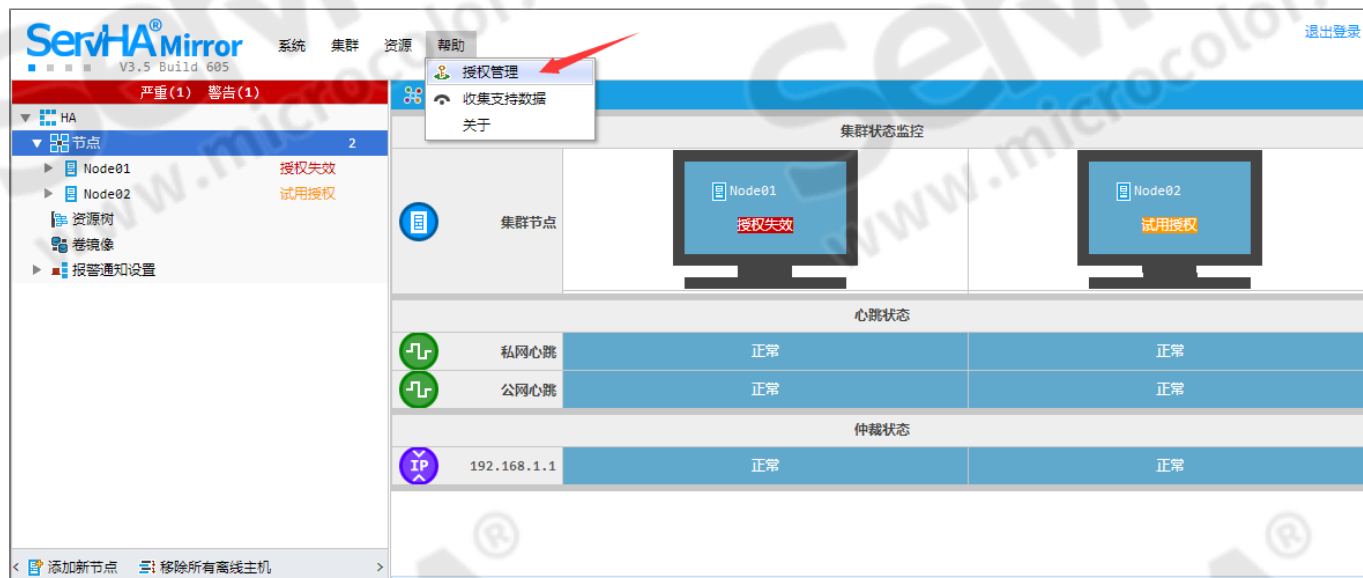 ServHA® Mirror
V3.5 Build 605
系统 集群 资源 帮助
退出登录
授权管理
收集支持数据
关于
严重(1) 警告(1)
HA
节点 2
Node01 授权失效
Node02 试用授权
资源树
卷镜像
报警通知设置
集群状态监控
集群节点
Node01
授权失效
Node02
试用授权
心跳状态
私网心跳 正常 正常
公网心跳 正常 正常
仲裁状态
IP 192.168.1.1 正常 正常
< 添加新节点 移除所有离线主机 >
www.microcolor.